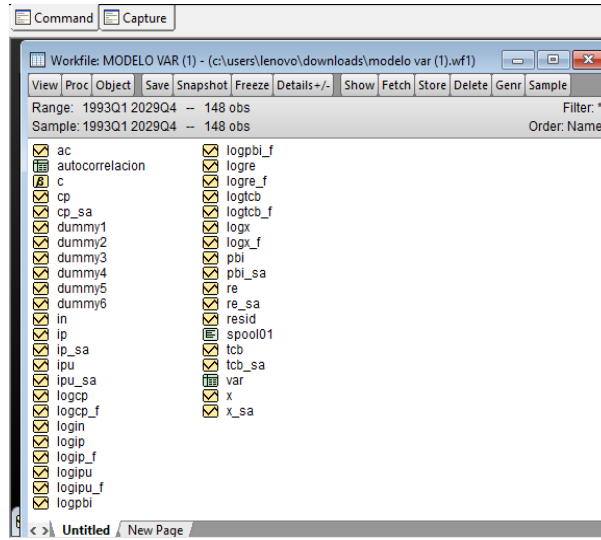 Command Capture
Workfile: MODELO VAR (1) - (c:\users\lenovo\downloads\modelo var (1).wf1)
View Proc Object Save Snapshot Freeze Details+/- Show Fetch Store Delete Genr Sample
Range: 1993Q1 2029Q4 -- 148 obs Filter: *
Sample: 1993Q1 2029Q4 -- 148 obs Order: Name
ac
autocorrelacion
c
cp
cp_sa
dummy1
dummy2
dummy3
dummy4
dummy5
dummy6
in
ip
ip_sa
ipu
ipu_sa
logcp
logcp_f
login
logip
logip_f
logipu
logipu_f
logpbi
logpbi_f
logre
logre_f
logtcb
logtcb_f
logx
logx_f
pbi
pbi_sa
re
re_sa
resid
spool01
tcb
tcb_sa
var
x
x_sa
Untitled New Page